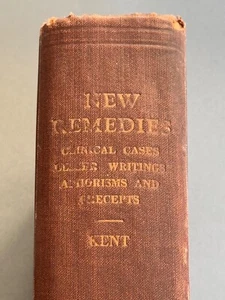 NEW
REMEDIES
CLINICAL CASES
LESSER WRITINGS
APHORISMS AND
PRECEPTS
KENT